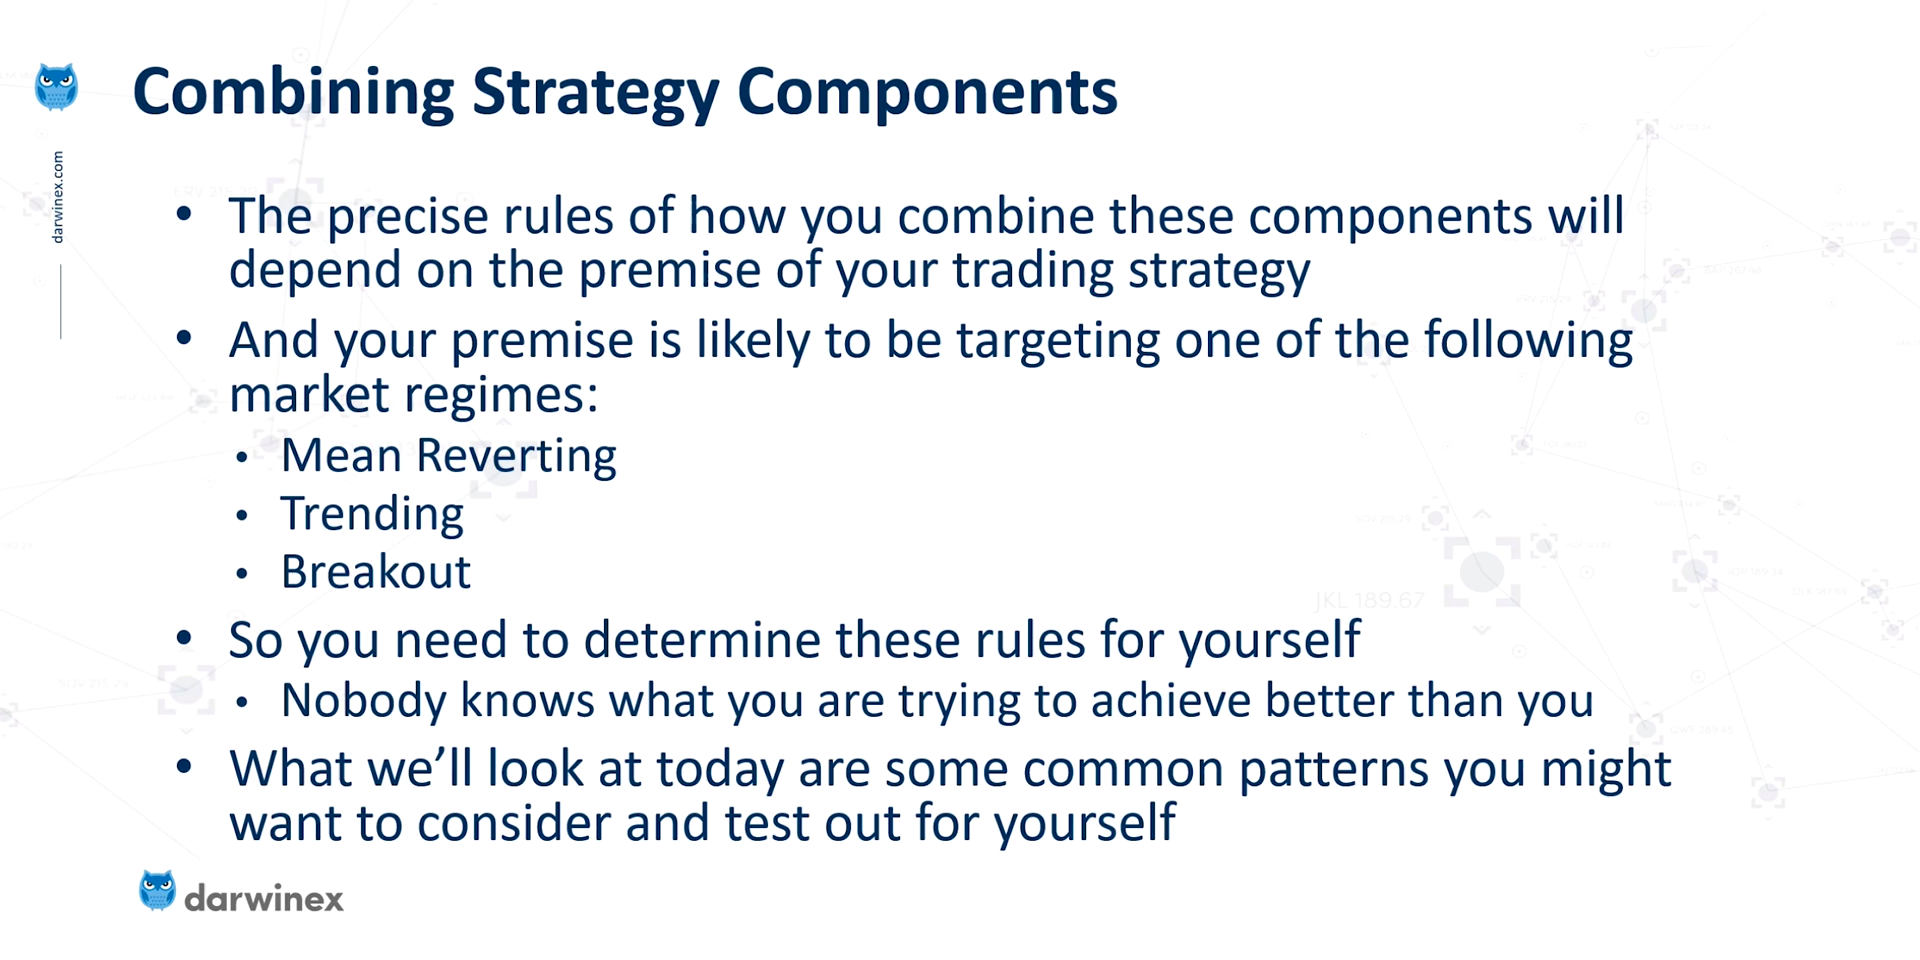 Combining Strategy Components
darwinex.com
• The precise rules of how you combine these components will
depend on the premise of your trading strategy
• And your premise is likely to be targeting one of the following
market regimes:
• Mean Reverting
• Trending
• Breakout
JKL 189.67
• So you need to determine these rules for yourself
• Nobody knows what you are trying to achieve better than you
• What we’ll look at today are some common patterns you might
want to consider and test out for yourself
darwinex